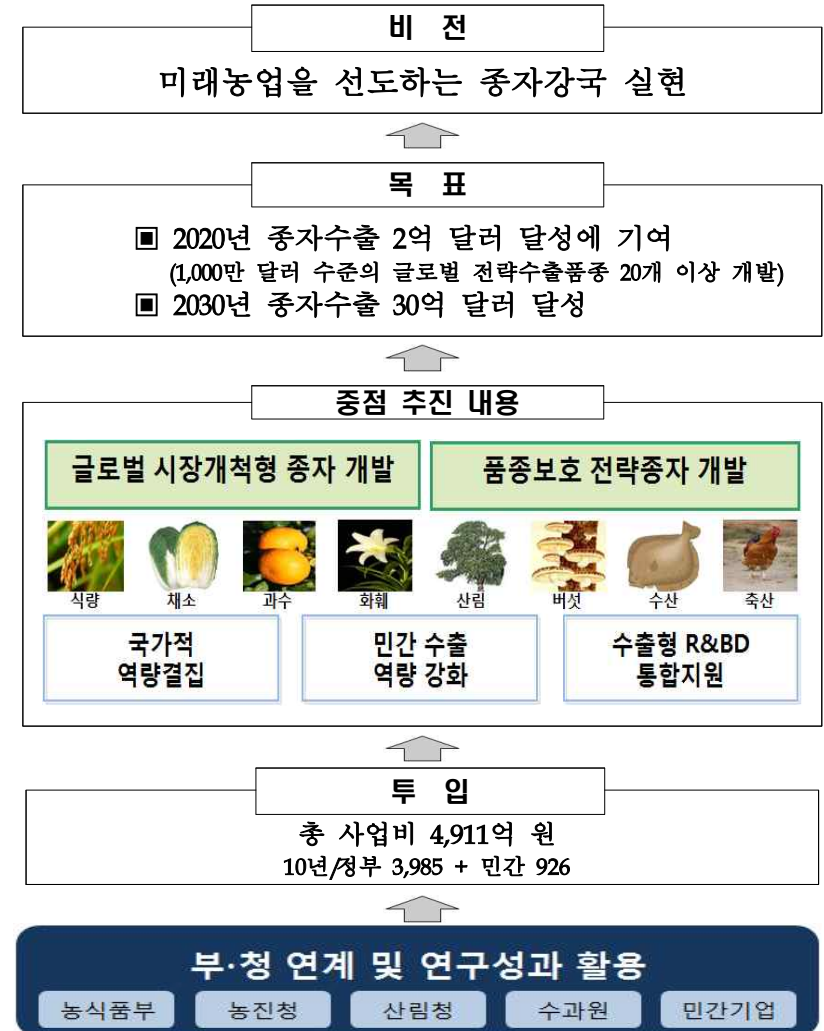 비 전
미래농업을 선도하는 종자강국 실현
목 표
▣ 2020년 종자수출 2억 달러 달성에 기여
(1,000만 달러 수준의 글로벌 전략수출품종 20개 이상 개발)
▣ 2030년 종자수출 30억 달러 달성
중점 추진 내용
글로벌 시장개척형 종자 개발
품종보호 전략종자 개발
식량 채소 과수 화훼 산림 버섯 수산 축산
국가적
역량결집
민간 수출
역량 강화
수출형 R&BD
통합지원
투 입
총 사업비 4,911억 원
10년/정부 3,985 + 민간 926
부·청 연계 및 연구성과 활용
농식품부 농진청 산림청 수과원 민간기업